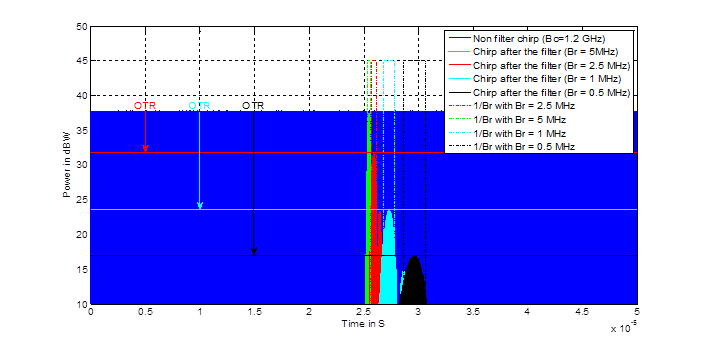 50
45
40
35
30
25
20
15
10
Power in dBW
OTR
OTR
OTR
Non filter chirp (Bc=1.2 GHz)
Chirp after the filter (Br = 5MHz)
Chirp after the filter (Br = 2.5 MHz)
Chirp after the filter (Br = 1 MHz)
Chirp after the filter (Br = 0.5 MHz)
1/Br with Br = 2.5 MHz
1/Br with Br = 5 MHz
1/Br with Br = 1 MHz
1/Br with Br = 0.5 MHz
0 0.5 1 1.5 2 2.5 3 3.5 4 4.5 5
Time in S
x 10⁻⁵